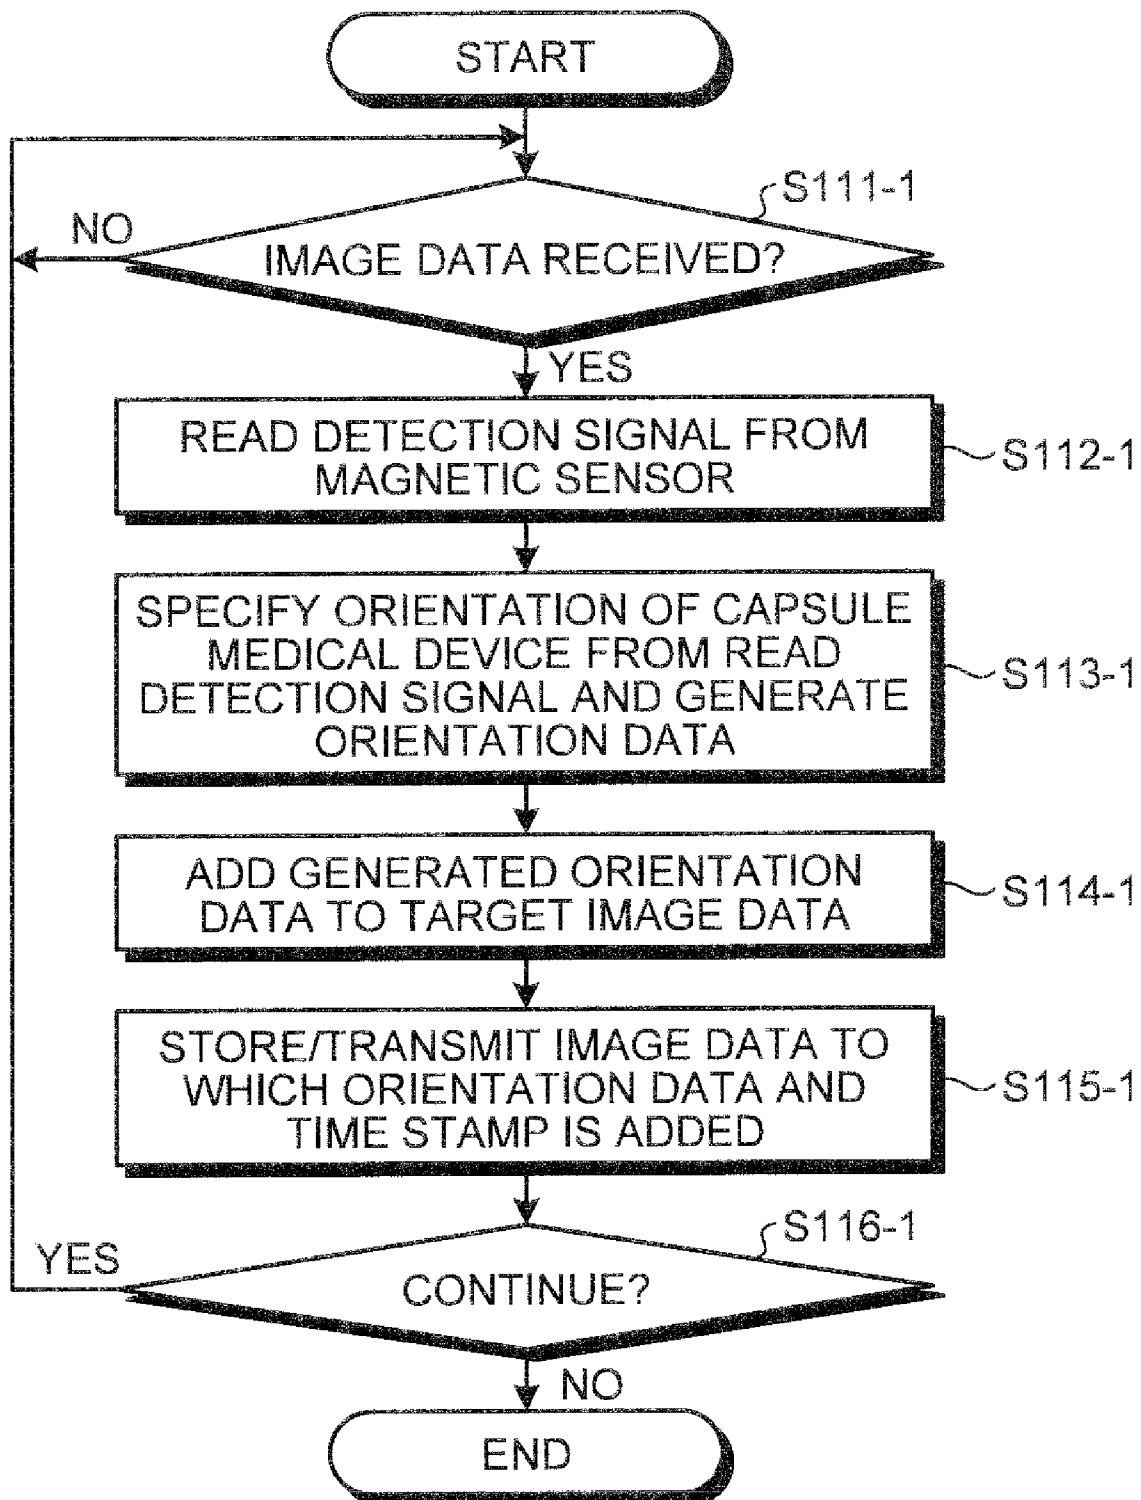 START
S111-1
NO
IMAGE DATA RECEIVED?
YES
READ DETECTION SIGNAL FROM
MAGNETIC SENSOR
S112-1
SPECIFY ORIENTATION OF CAPSULE
MEDICAL DEVICE FROM READ
DETECTION SIGNAL AND GENERATE
ORIENTATION DATA
S113-1
ADD GENERATED ORIENTATION
DATA TO TARGET IMAGE DATA
S114-1
STORE/TRANSMIT IMAGE DATA TO
WHICH ORIENTATION DATA AND
TIME STAMP IS ADDED
S115-1
S116-1
YES
CONTINUE?
NO
END